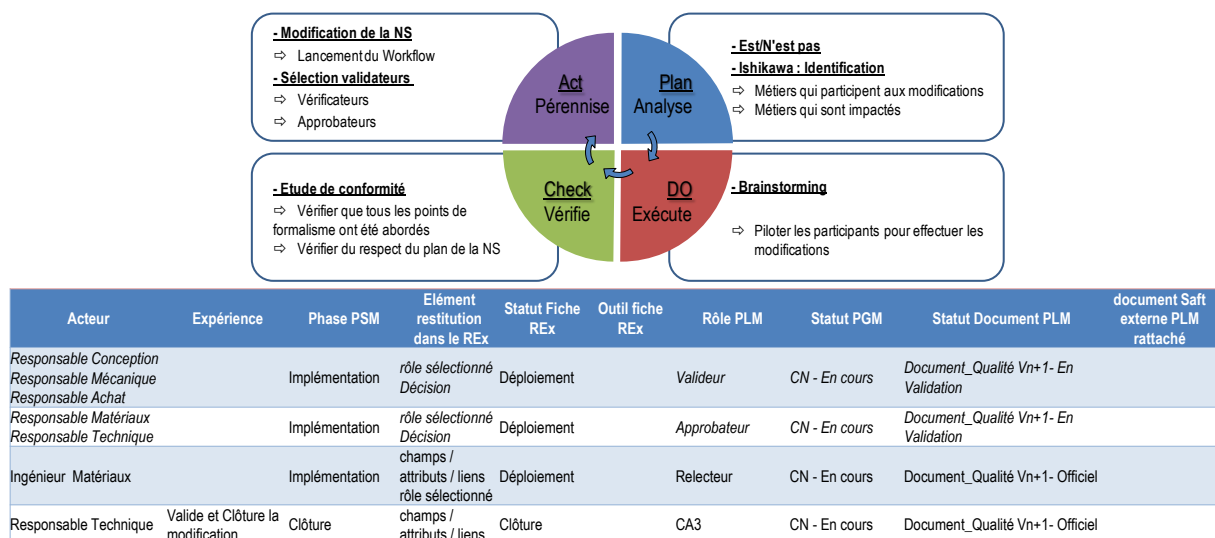 - Modification de la NS
⇨ Lancement du Workflow
- Sélection validateurs
⇨ Vérificateurs
⇨ Approbateurs
Act
Pérennise
Plan
Analyse
- Est/N'est pas
- Ishikawa : Identification
⇨ Métiers qui participent aux modifications
⇨ Métiers qui sont impactés
- Etude de conformité
⇨ Vérifier que tous les points de
formalisme ont été abordés
⇨ Vérifier du respect du plan de la NS
Check
Vérifie
DO
Exécute
- Brainstorming
⇨ Piloter les participants pour effectuer les
modifications
Acteur
Expérience
Phase PSM
Elément
restitution
dans le REx
Statut Fiche
REx
Outil fiche
REx
Rôle PLM
Statut PGM
Statut Document PLM
document Saft
externe PLM
rattaché
Responsable Conception
Responsable Mécanique
Responsable Achat
Implémentation
rôle sélectionné
Décision
Déploiement
Valideur
CN - En cours
Document_Qualité Vn+1- En
Validation
Responsable Matériaux
Responsable Technique
Implémentation
rôle sélectionné
Décision
Déploiement
Approbateur
CN - En cours
Document_Qualité Vn+1- En
Validation
Ingénieur Matériaux
Implémentation
champs /
attributs / liens
rôle sélectionné
Déploiement
Relecteur
CN - En cours
Document_Qualité Vn+1- Officiel
Responsable Technique
Valide et Clôture la
modification
Clôture
champs /
attributs / liens
Clôture
CA3
CN - En cours
Document_Qualité Vn+1- Officiel